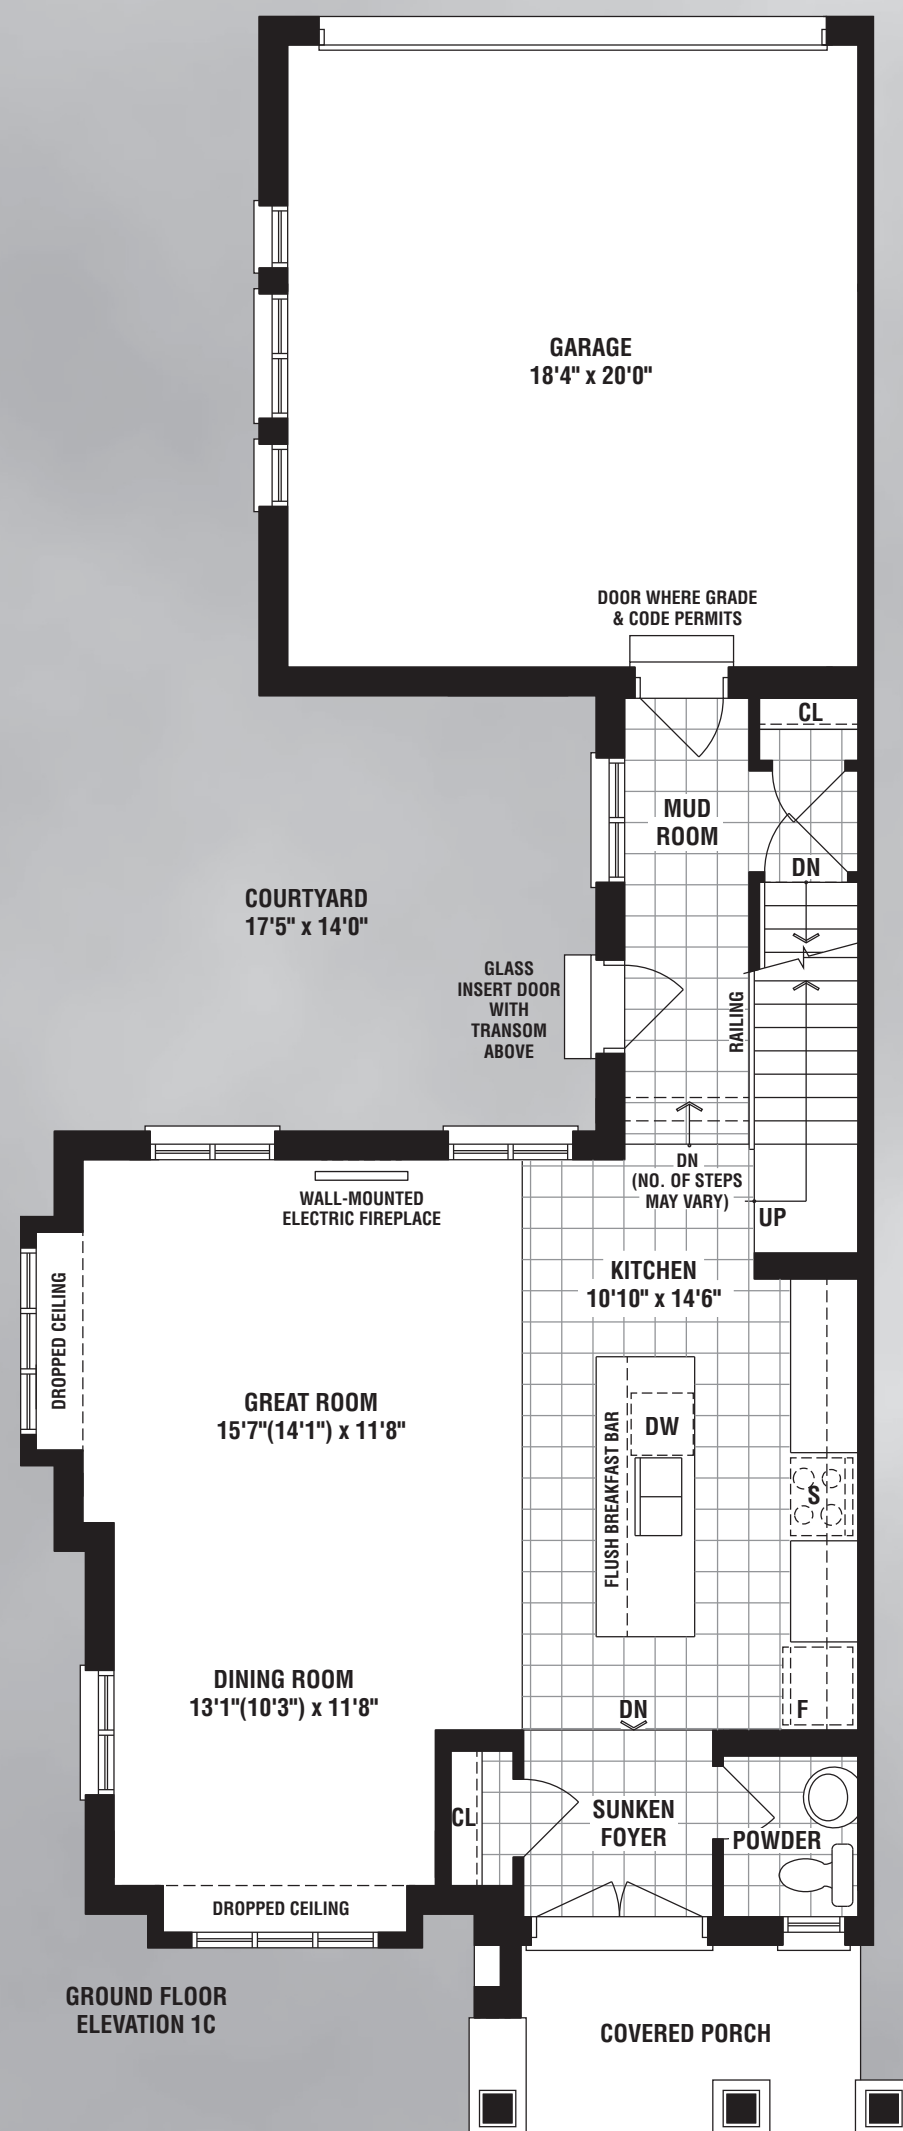 GARAGE
18'4" x 20'0"
DOOR WHERE GRADE
& CODE PERMITS
CL
MUD
ROOM
DN
COURTYARD
17'5" x 14'0"
GLASS
INSERT DOOR
WITH
TRANSOM
ABOVE
RAILING
DN
(NO. OF STEPS
MAY VARY)
UP
WALL-MOUNTED
ELECTRIC FIREPLACE
KITCHEN
10'10" x 14'6"
DROPPED CEILING
GREAT ROOM
15'7"(14'1") x 11'8"
FLUSH BREAKFAST BAR
DW
S
DINING ROOM
13'1"(10'3") x 11'8"
DN
F
CL
SUNKEN
FOYER
POWDER
DROPPED CEILING
GROUND FLOOR
ELEVATION 1C
COVERED PORCH